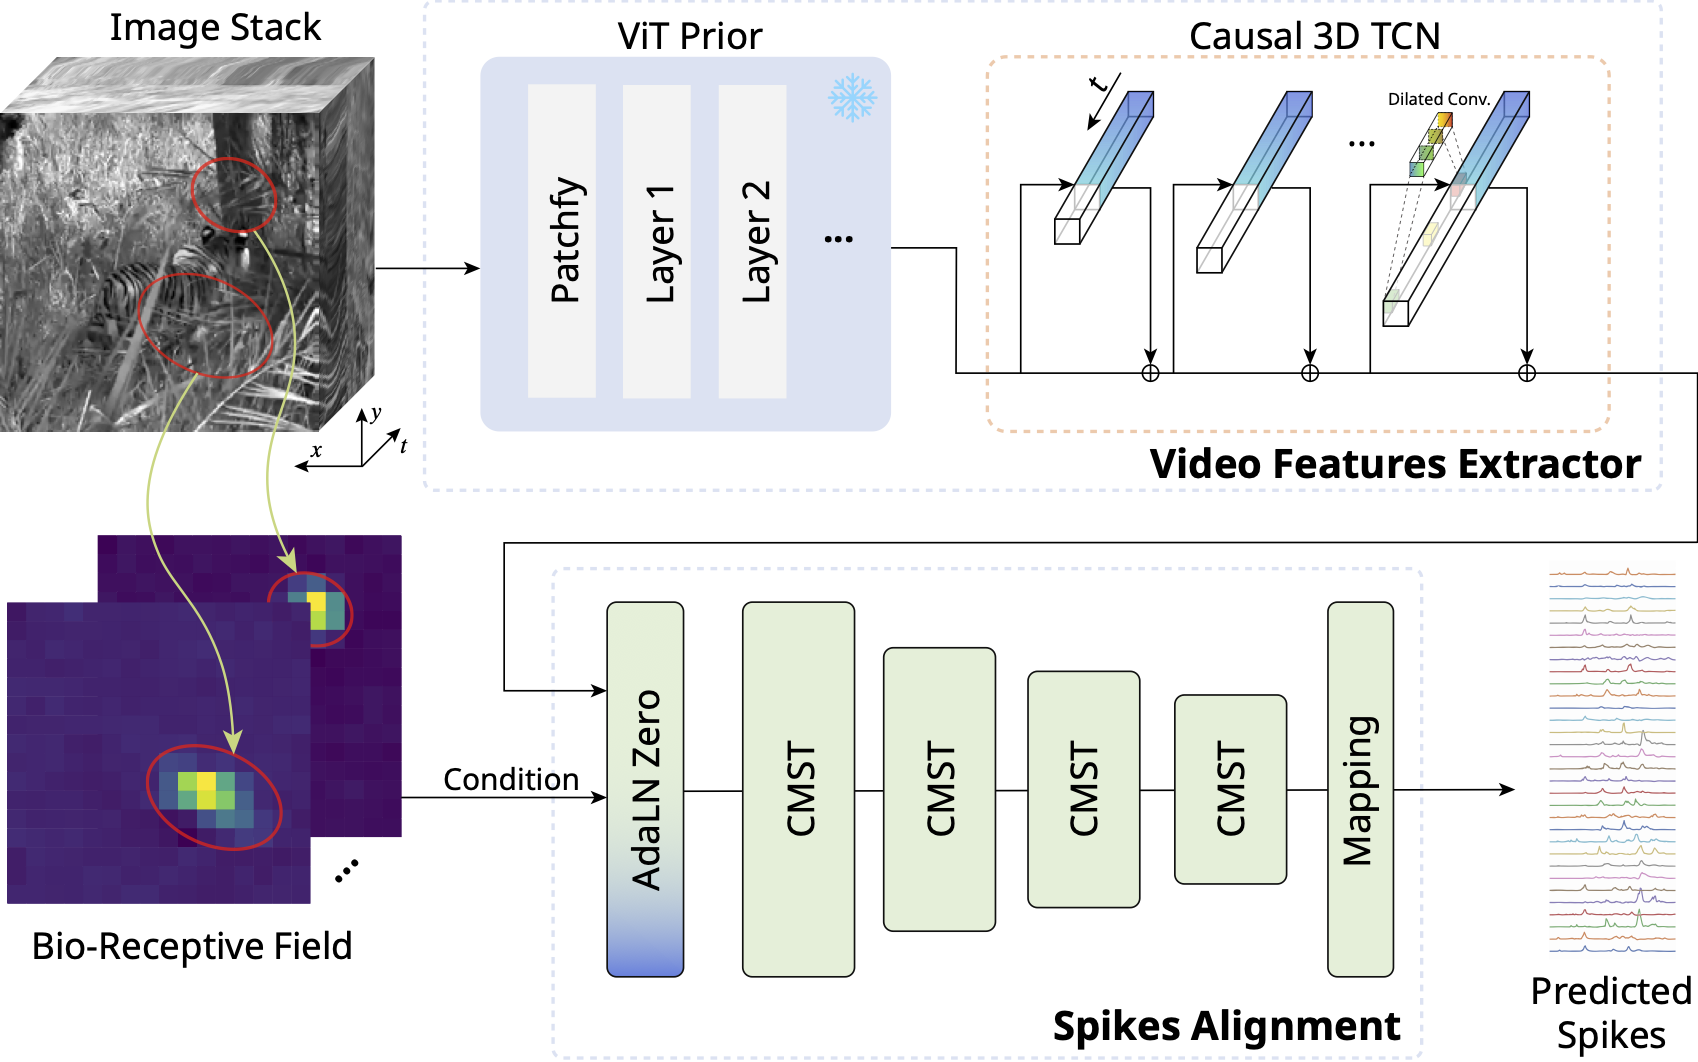 Image Stack
ViT Prior
Causal 3D TCN
Patchfy
Layer 1
Layer 2
...
t
...
Dilated Conv.
y
x
t
Video Features Extractor
Condition
AdaLN Zero
CMST
CMST
CMST
CMST
Mapping
...
Bio-Receptive Field
Spikes Alignment
Predicted
Spikes